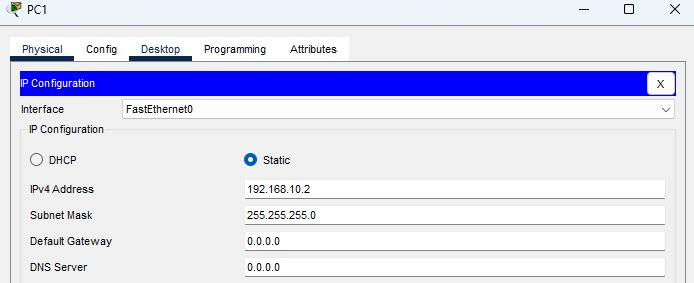 PC1
Physical Config Desktop Programming Attributes
IP Configuration X
Interface FastEthernet0
IP Configuration
DHCP Static
IPv4 Address 192.168.10.2
Subnet Mask 255.255.255.0
Default Gateway 0.0.0.0
DNS Server 0.0.0.0